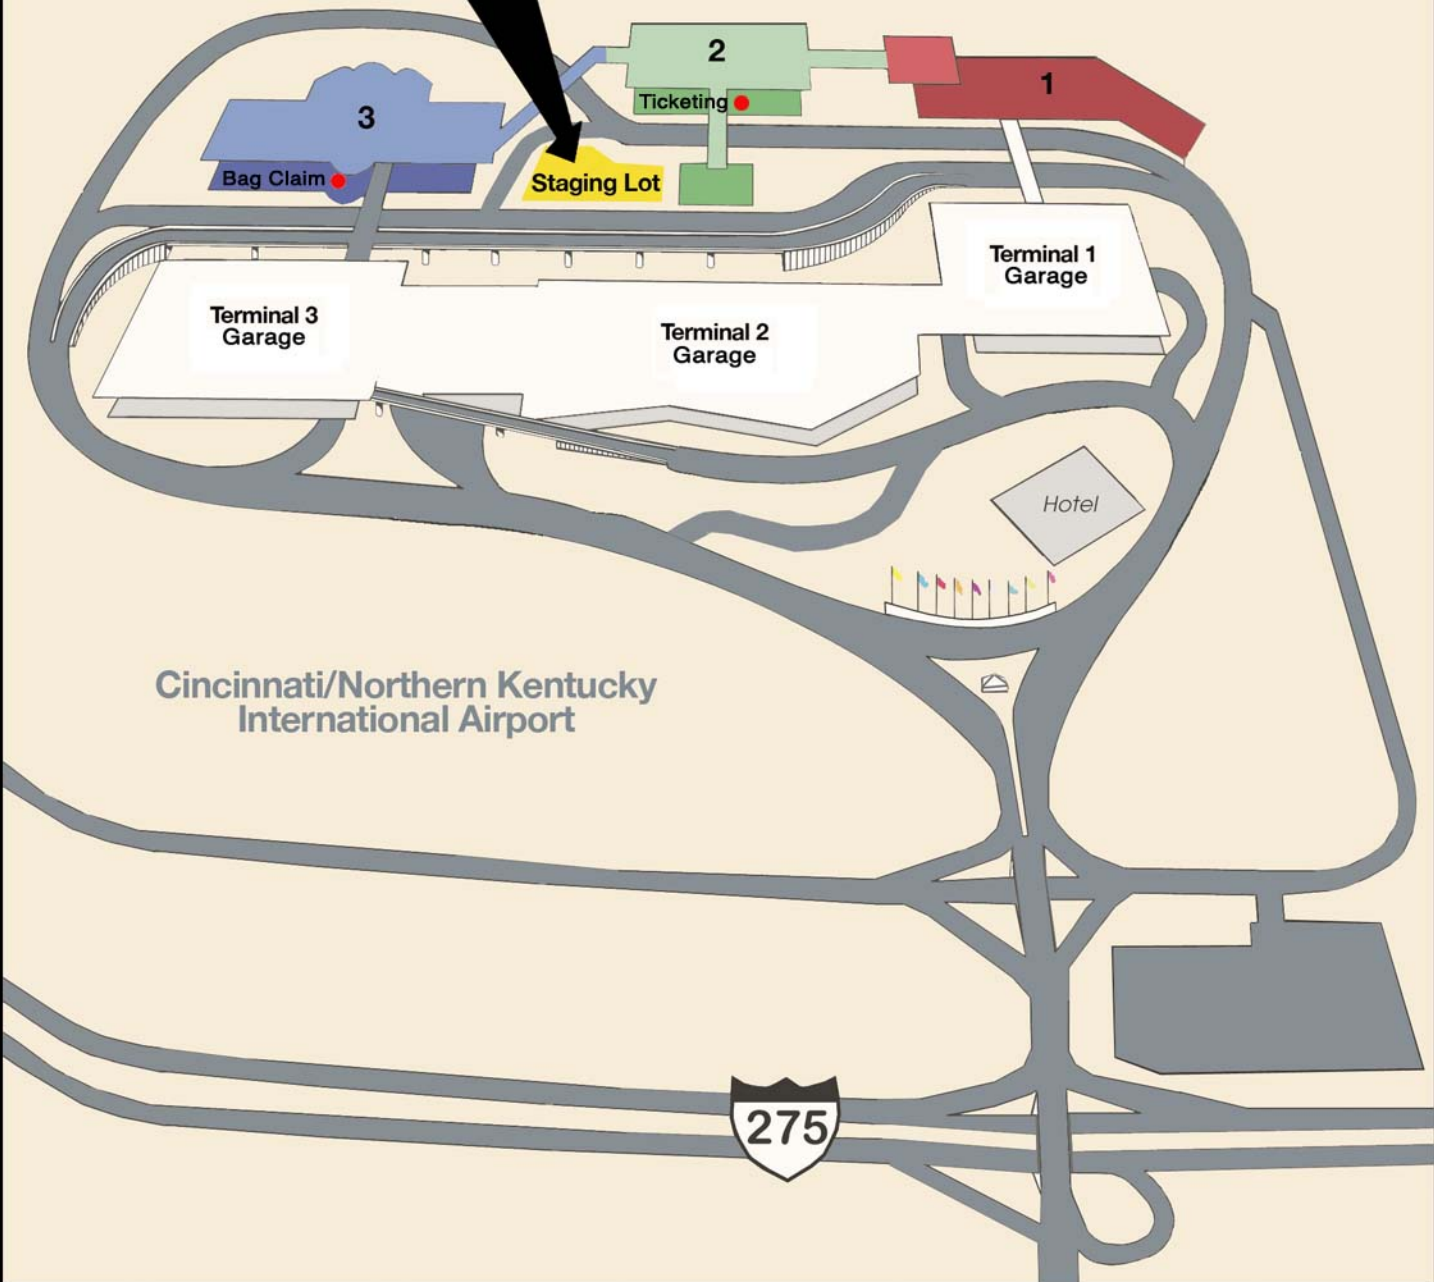 2
1
Ticketing
3
Bag Claim
Staging Lot
Terminal 1
Garage
Terminal 3
Garage
Terminal 2
Garage
Hotel
Cincinnati/Northern Kentucky
International Airport
275